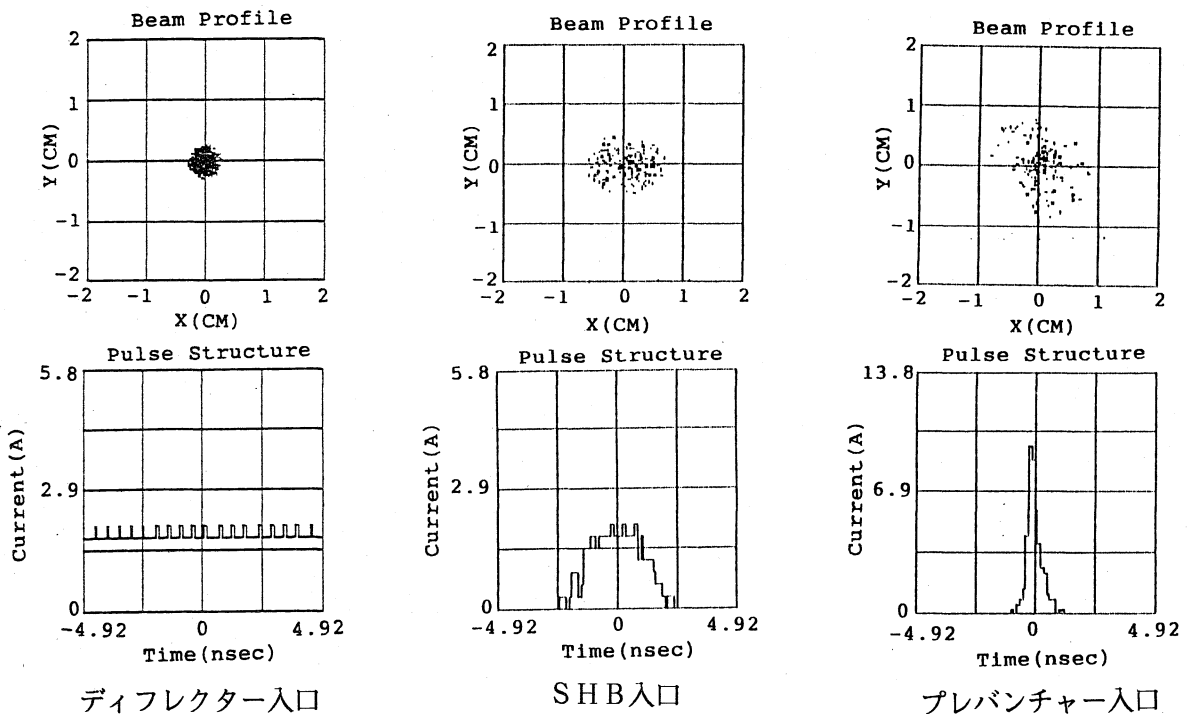 Beam Profile
2
1
0
-1
-2
Y(CM)
-2 -1 0 1 2
X(CM)
Pulse Structure
5.8
2.9
0
Current(A)
-4.92 0 4.92
Time(nsec)
ディフレクター入口
Beam Profile
2
1
0
-1
-2
Y(CM)
-2 -1 0 1 2
X(CM)
Pulse Structure
5.8
2.9
0
Current(A)
-4.92 0 4.92
Time(nsec)
SHB入口
Beam Profile
2
1
0
-1
-2
Y(CM)
-2 -1 0 1 2
X(CM)
Pulse Structure
13.8
6.9
0
Current(A)
-4.92 0 4.92
Time(nsec)
プレバンチャー入口